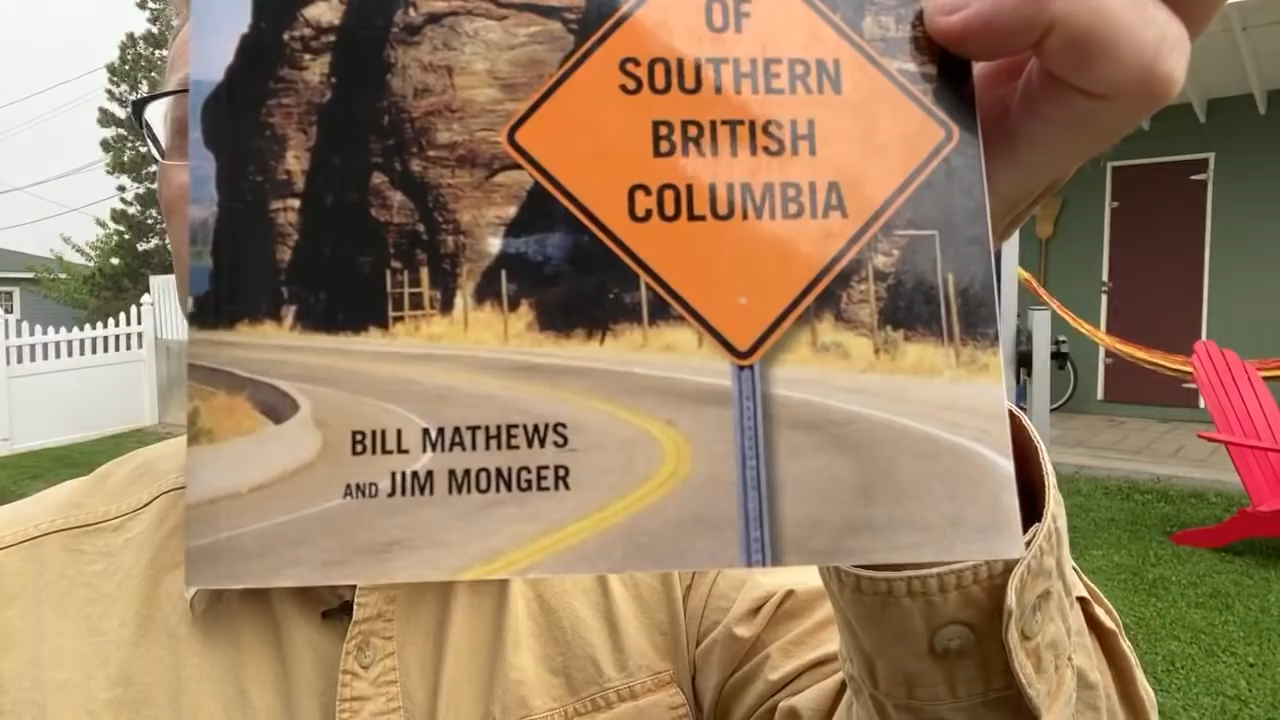 OF
SOUTHERN
BRITISH
COLUMBIA
BILL MATHEWS
AND JIM MONGER